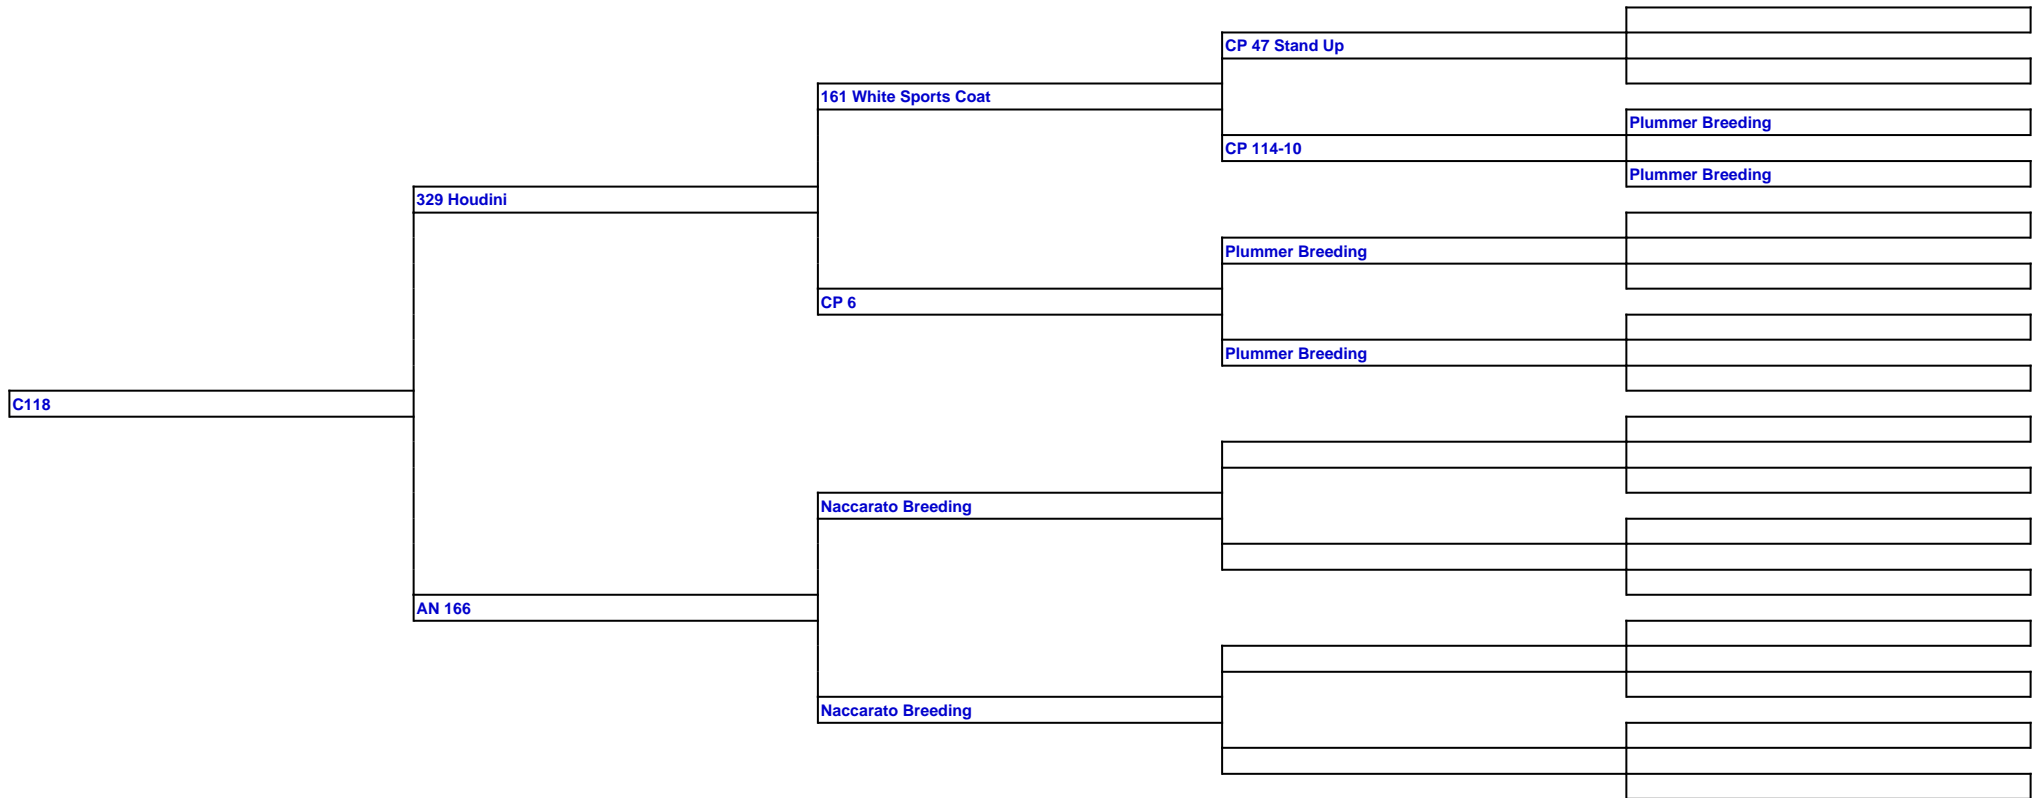 CP 47 Stand Up
161 White Sports Coat
Plummer Breeding
CP 114-10
Plummer Breeding
329 Houdini
Plummer Breeding
CP 6
Plummer Breeding
C118
Naccarato Breeding
AN 166
Naccarato Breeding